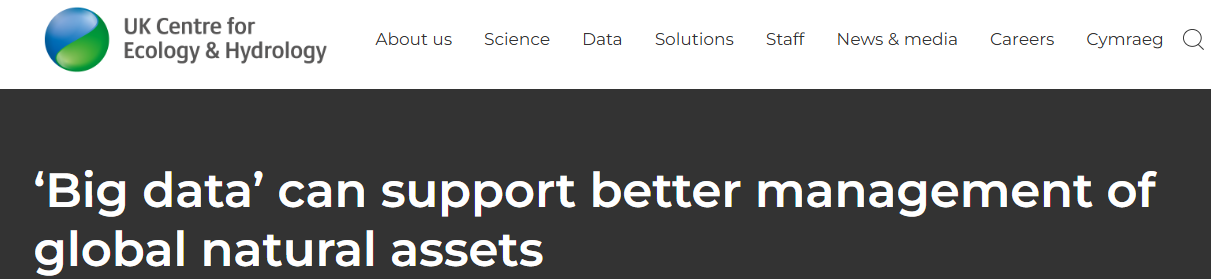 UK Centre for
Ecology & Hydrology
About us Science Data Solutions Staff News & media Careers Cymraeg
‘Big data’ can support better management of
global natural assets